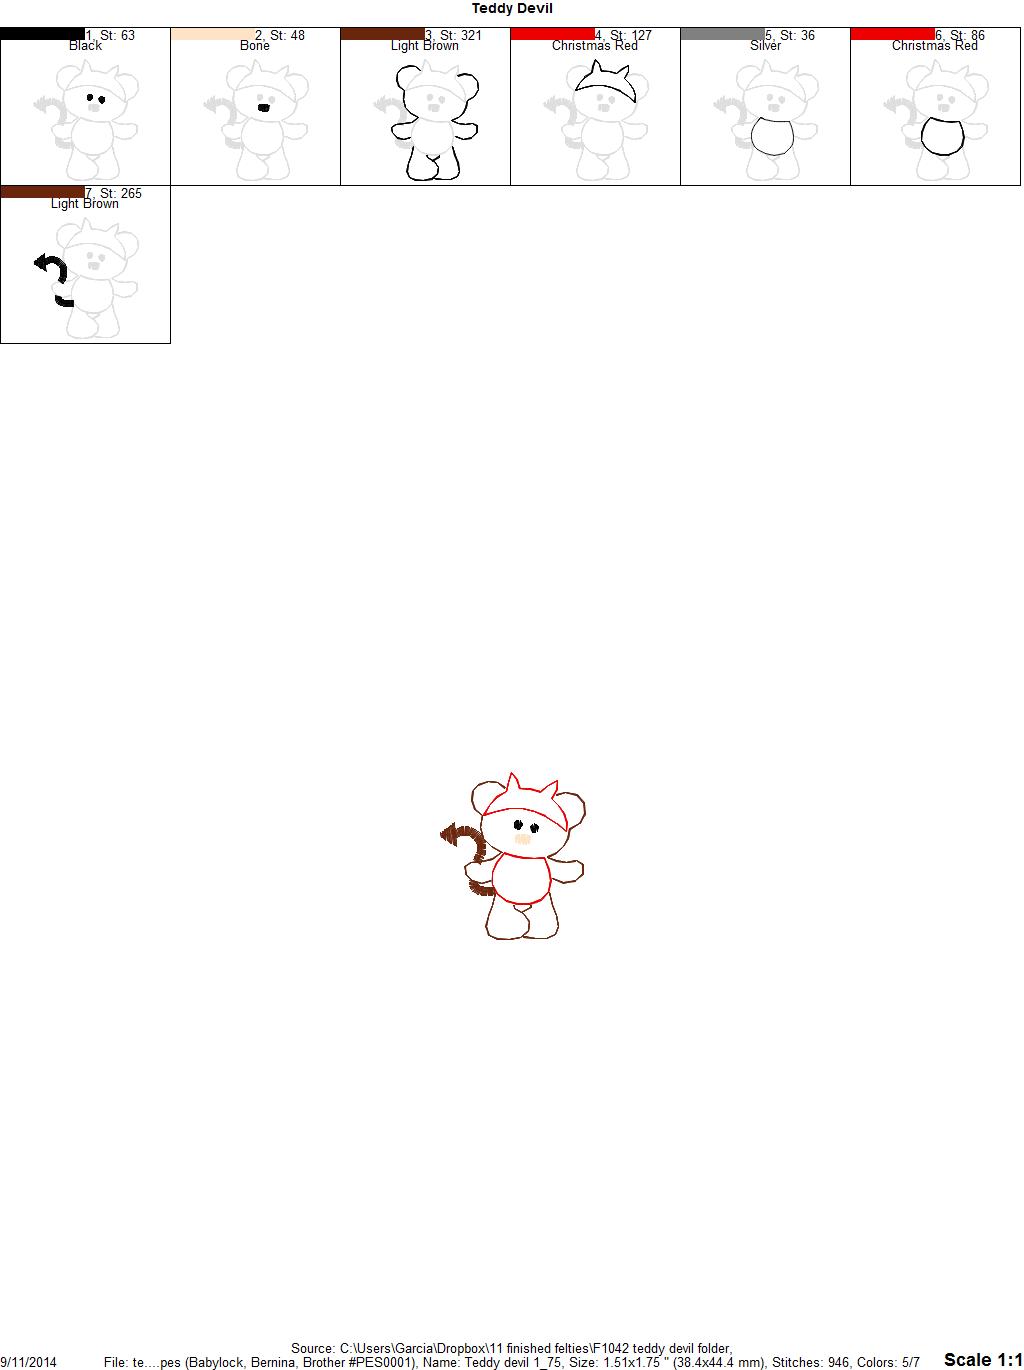 Teddy Devil
1, St: 63
Black
2, St: 48
Bone
3, St: 321
Light Brown
4, St: 127
Christmas Red
5, St: 36
Silver
6, St: 86
Christmas Red
7, St: 265
Light Brown
Source: C:\Users\Garcia\Dropbox\11 finished felties\F1042 teddy devil folder,
9/11/2014 File: te....pes (Babylock, Bernina, Brother #PES0001), Name: Teddy devil 1_75, Size: 1.51x1.75 " (38.4x44.4 mm), Stitches: 946, Colors: 5/7 Scale 1:1